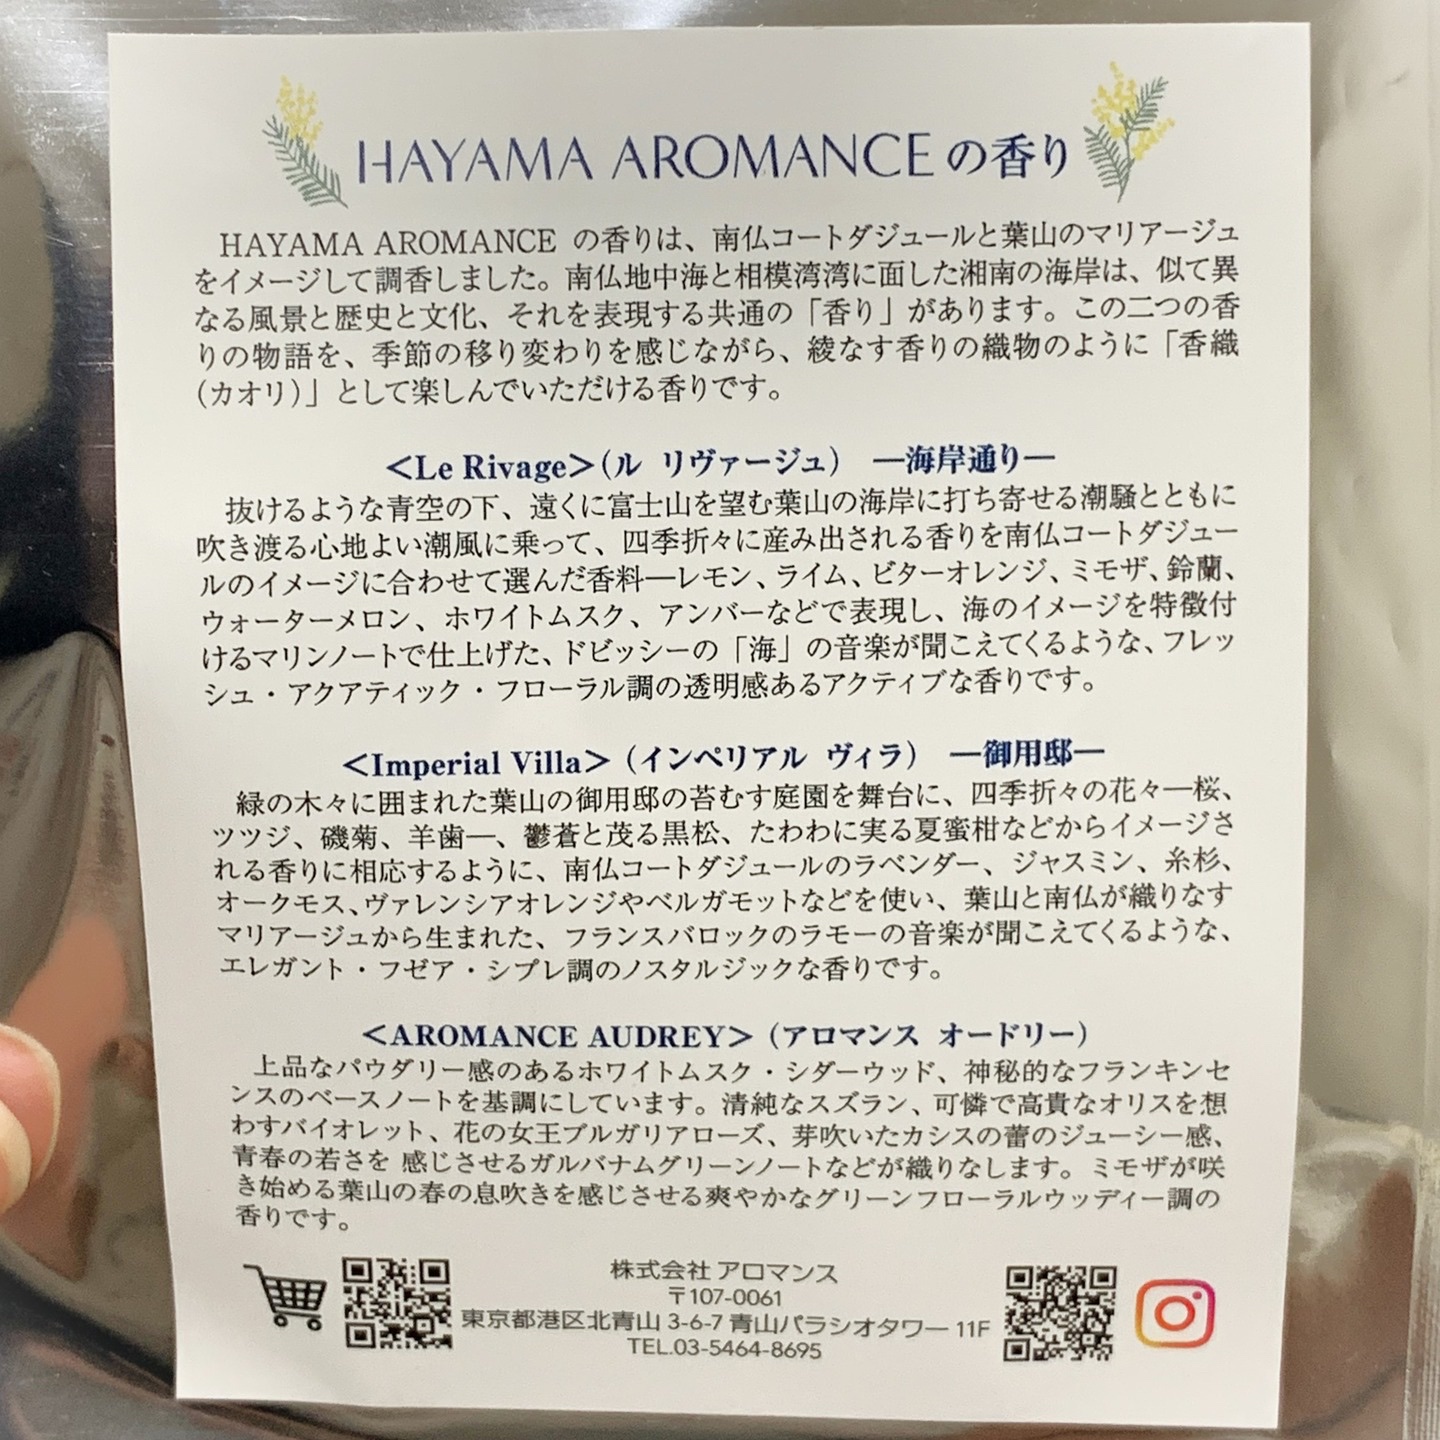 HAYAMA AROMANCEの香り
HAYAMA AROMANCE の香りは、南仏コートダジュールと葉山のマリアージュ
をイメージして調香しました。南仏地中海と相模湾湾に面した湘南の海岸は、似て異
なる風景と歴史と文化、それを表現する共通の「香り」があります。この二つの香
りの物語を、季節の移り変わりを感じながら、綾なす香りの織物のように「香織
（カオリ）」として楽しんでいただける香りです。
＜Le Rivage＞（ル リヴァージュ） ―海岸通り―
抜けるような青空の下、遠くに富士山を望む葉山の海岸に打ち寄せる潮騒とともに
吹き渡る心地よい潮風に乗って、四季折々に産み出される香りを南仏コートダジュー
ルのイメージに合わせて選んだ香料―レモン、ライム、ビターオレンジ、ミモザ、鈴蘭、
ウォーターメロン、ホワイトムスク、アンバーなどで表現し、海のイメージを特徴付
けるマリンノートで仕上げた、ドビッシーの「海」の音楽が聞こえてくるような、フレッ
シュ・アクアティック・フローラル調の透明感あるアクティブな香りです。
＜Imperial Villa＞（インペリアル ヴィラ） ―御用邸―
緑の木々に囲まれた葉山の御用邸の苔むす庭園を舞台に、四季折々の花々―桜、
ツツジ、磯菊、羊歯―、鬱蒼と茂る黒松、たわわに実る夏蜜柑などからイメージさ
れる香りに相応するように、南仏コートダジュールのラベンダー、ジャスミン、糸杉、
オークモス、ヴァレンシアオレンジやベルガモットなどを使い、葉山と南仏が織りなす
マリアージュから生まれた、フランスバロックのラモーの音楽が聞こえてくるような、
エレガント・フゼア・シプレ調のノスタルジックな香りです。
＜AROMANCE AUDREY＞（アロマンス オードリー）
上品なパウダリー感のあるホワイトムスク・シダーウッド、神秘的なフランキンセ
ンスのベースノートを基調にしています。清純なスズラン、可憐で高貴なオリスを想
わすバイオレット、花の女王ブルガリアローズ、芽吹いたカシスの蕾のジューシー感、
青春の若さを 感じさせるガルバナムグリーンノートなどが織りなします。ミモザが咲
き始める葉山の春の息吹きを感じさせる爽やかなグリーンフローラルウッディー調の
香りです。
株式会社 アロマンス
〒107-0061
東京都港区北青山 3-6-7 青山パラシオタワー 11F
TEL.03-5464-8695